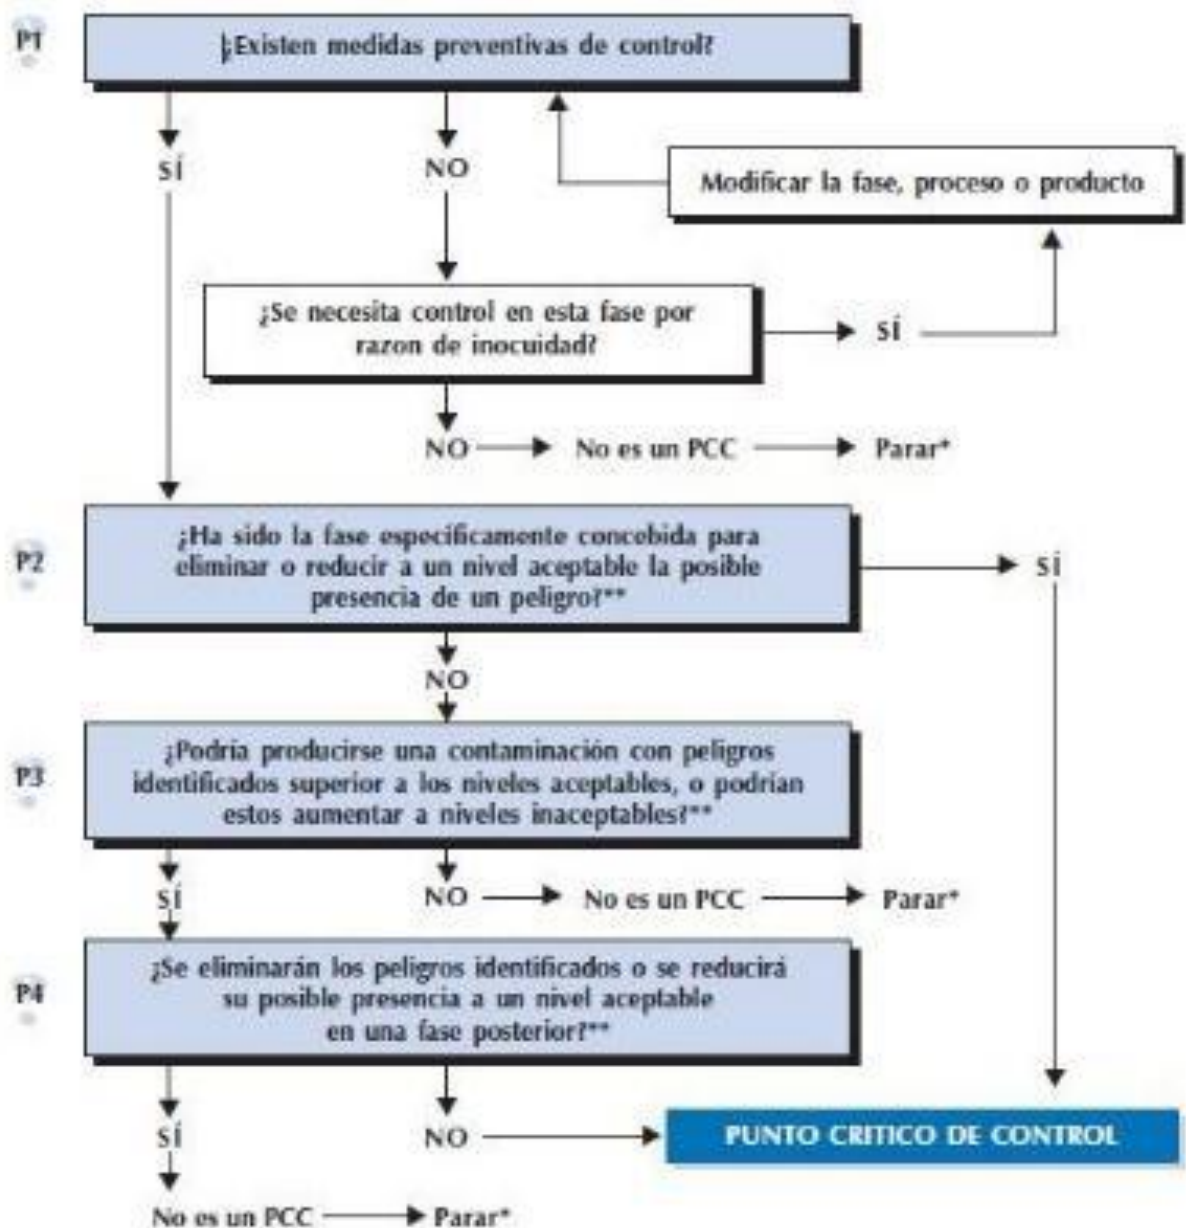 P1
¿Existen medidas preventivas de control?
SÍ
NO
Modificar la fase, proceso o producto
¿Se necesita control en esta fase por
razon de inocuidad?
SÍ
NO
No es un PCC
Parar*
P2
¿Ha sido la fase específicamente concebida para
eliminar o reducir a un nivel aceptable la posible
presencia de un peligro?**
SÍ
NO
P3
¿Podría producirse una contaminación con peligros
identificados superior a los niveles aceptables, o podrían
estos aumentar a niveles inaceptables?**
SÍ
NO
No es un PCC
Parar*
P4
¿Se eliminarán los peligros identificados o se reducirá
su posible presencia a un nivel aceptable
en una fase posterior?**
SÍ
NO
PUNTO CRITICO DE CONTROL
No es un PCC
Parar*